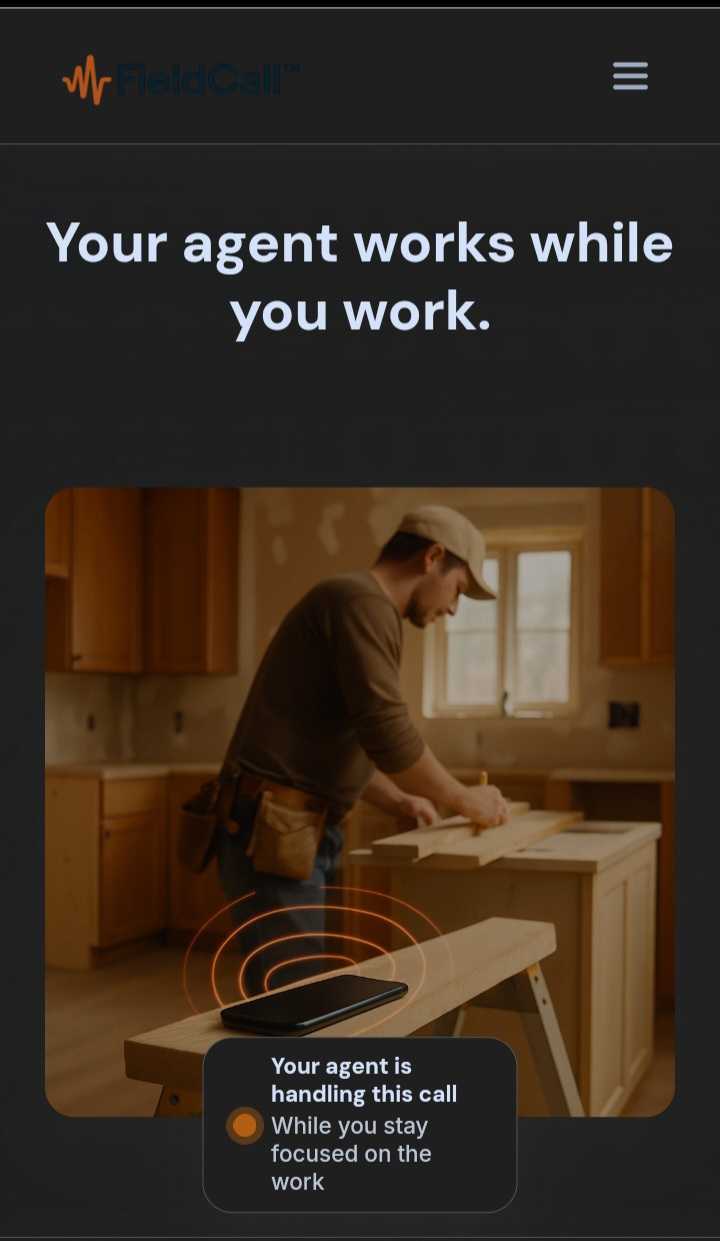 FieldCall™
Your agent works while
you work.
Your agent is
handling this call
While you stay
focused on the
work